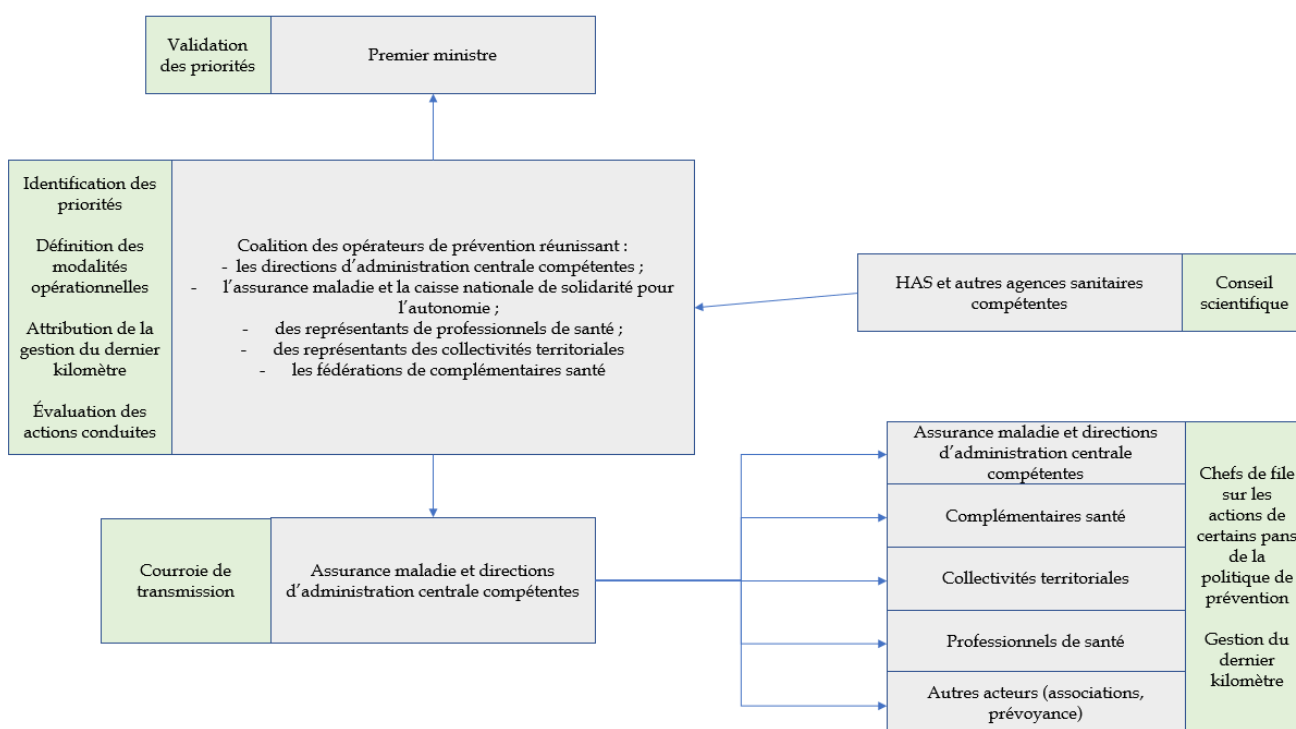 Validation
des priorités
Premier ministre
Identification des
priorités
Définition des
modalités
opérationnelles
Attribution de la
gestion du dernier
kilomètre
Évaluation des
actions conduites
Coalition des opérateurs de prévention réunissant :
- les directions d’administration centrale compétentes ;
- l’assurance maladie et la caisse nationale de solidarité pour
l’autonomie ;
- des représentants de professionnels de santé ;
- des représentants des collectivités territoriales
- les fédérations de complémentaires santé
HAS et autres agences sanitaires
compétentes
Conseil
scientifique
Courroie de
transmission
Assurance maladie et directions
d’administration centrale compétentes
Assurance maladie et directions
d’administration centrale
compétentes
Complémentaires santé
Collectivités territoriales
Professionnels de santé
Autres acteurs (associations,
prévoyance)
Chefs de file
sur les
actions de
certains pans
de la
politique de
prévention
Gestion du
dernier
kilomètre